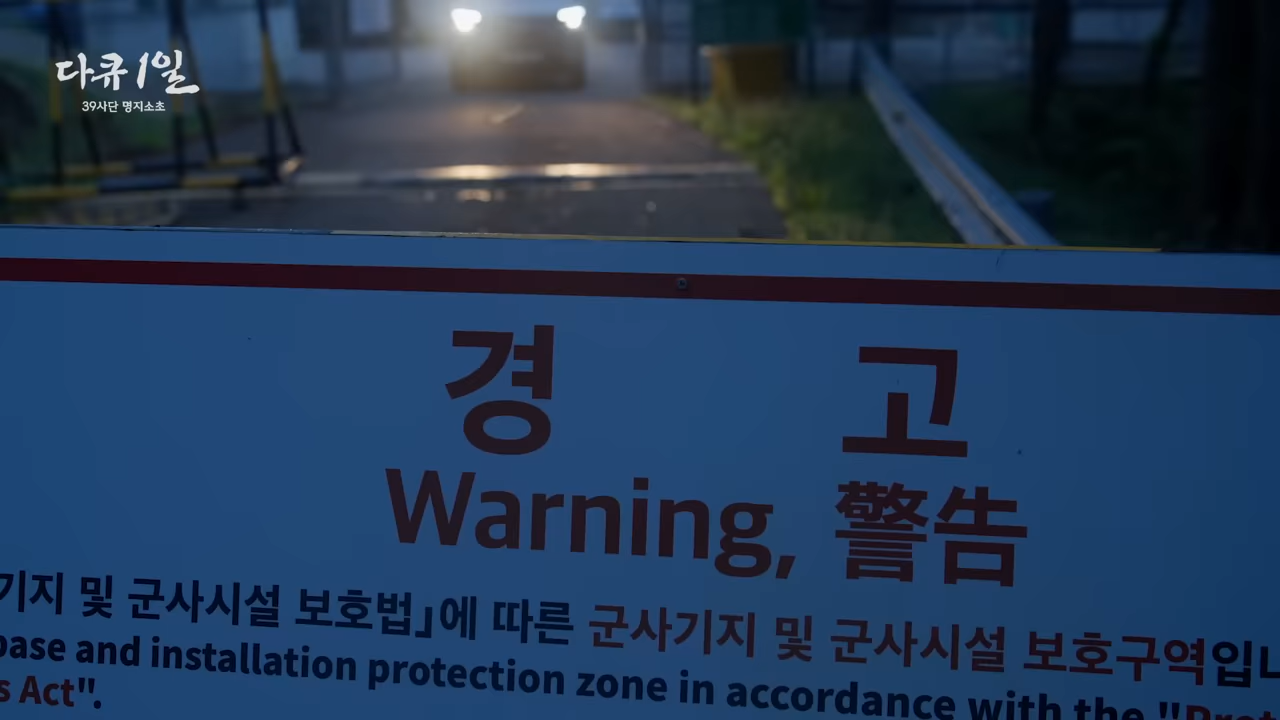 다큐 1일
39사단 명지소초
경 고
Warning, 警告
기지 및 군사시설 보호법」에 따른 군사기지 및 군사시설 보호구역입니
base and installation protection zone in accordance with the "Prot
s Act".